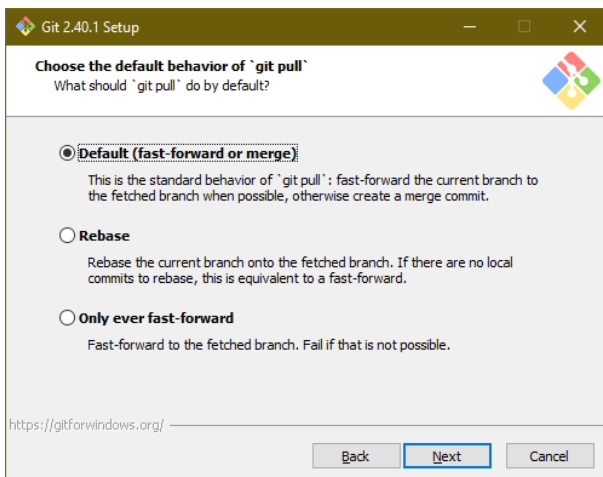 Git 2.40.1 Setup
Choose the default behavior of `git pull`
What should `git pull` do by default?
Default (fast-forward or merge)
This is the standard behavior of `git pull`: fast-forward the current branch to
the fetched branch when possible, otherwise create a merge commit.
Rebase
Rebase the current branch onto the fetched branch. If there are no local
commits to rebase, this is equivalent to a fast-forward.
Only ever fast-forward
Fast-forward to the fetched branch. Fail if that is not possible.
https://gitforwindows.org/
Back Next Cancel